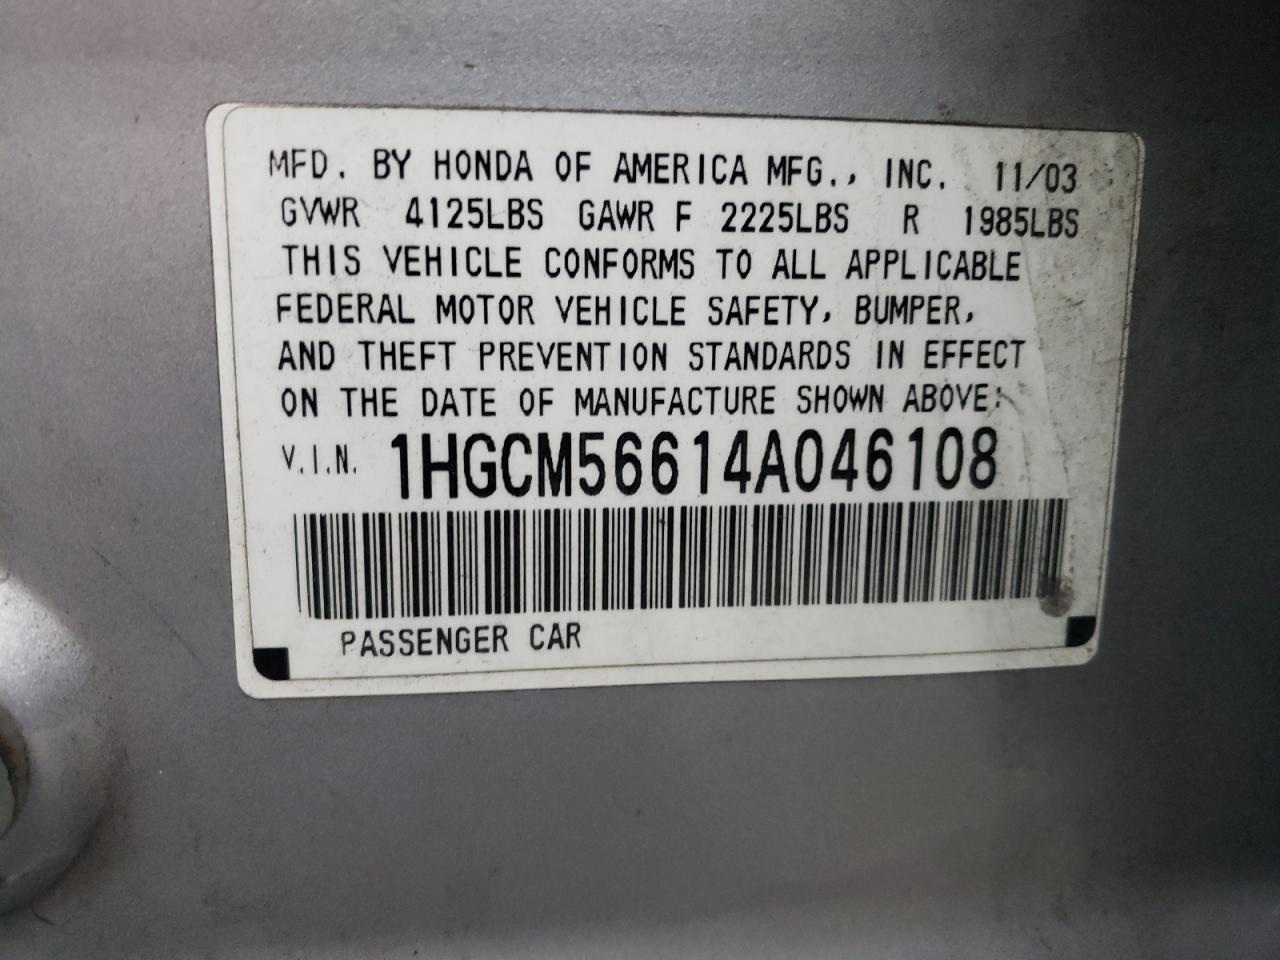 MFD. BY HONDA OF AMERICA MFG., INC. 11/03
GVWR 4125LBS GAWR F 2225LBS R 1985LBS
THIS VEHICLE CONFORMS TO ALL APPLICABLE
FEDERAL MOTOR VEHICLE SAFETY, BUMPER,
AND THEFT PREVENTION STANDARDS IN EFFECT
ON THE DATE OF MANUFACTURE SHOWN ABOVE:
V.I.N. 1HGCM56614A046108
PASSENGER CAR